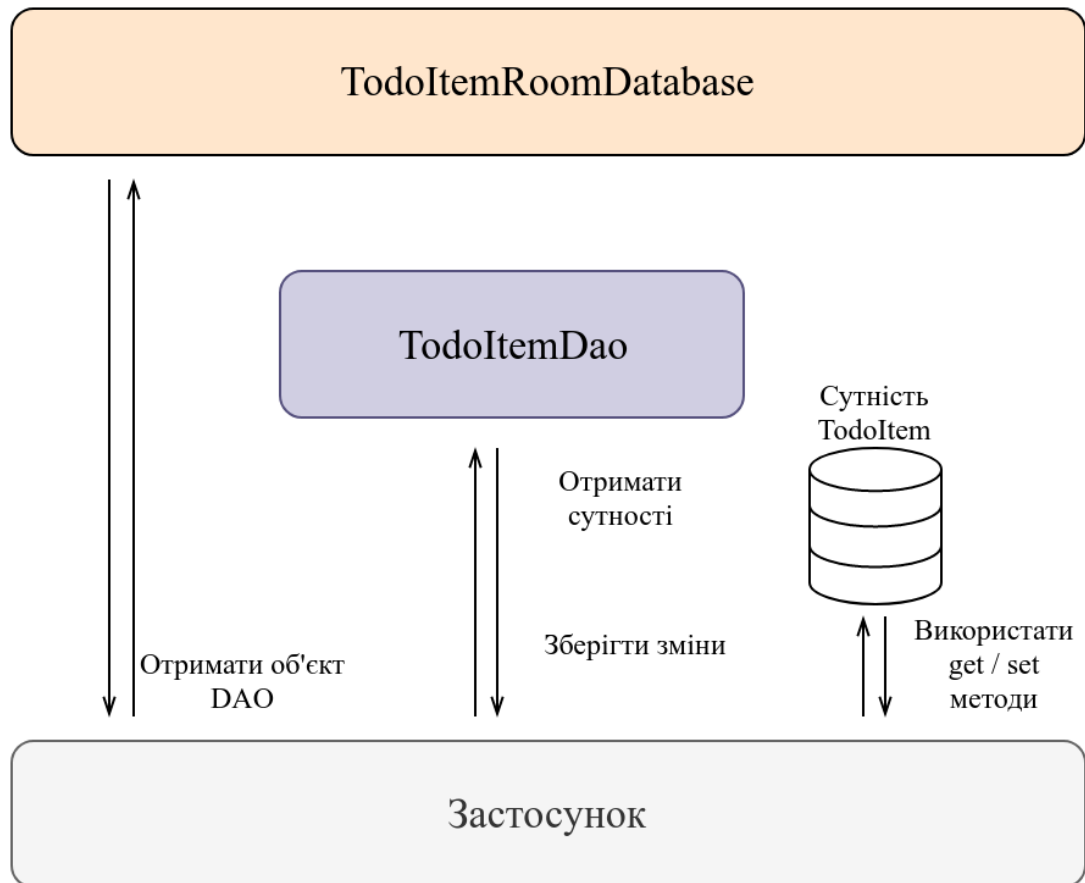 TodoItemRoomDatabase
TodoItemDao
Сутність
TodoItem
Отримати
сутності
Зберігти зміни
Використати
get / set
методи
Отримати об'єкт
DAO
Застосунок